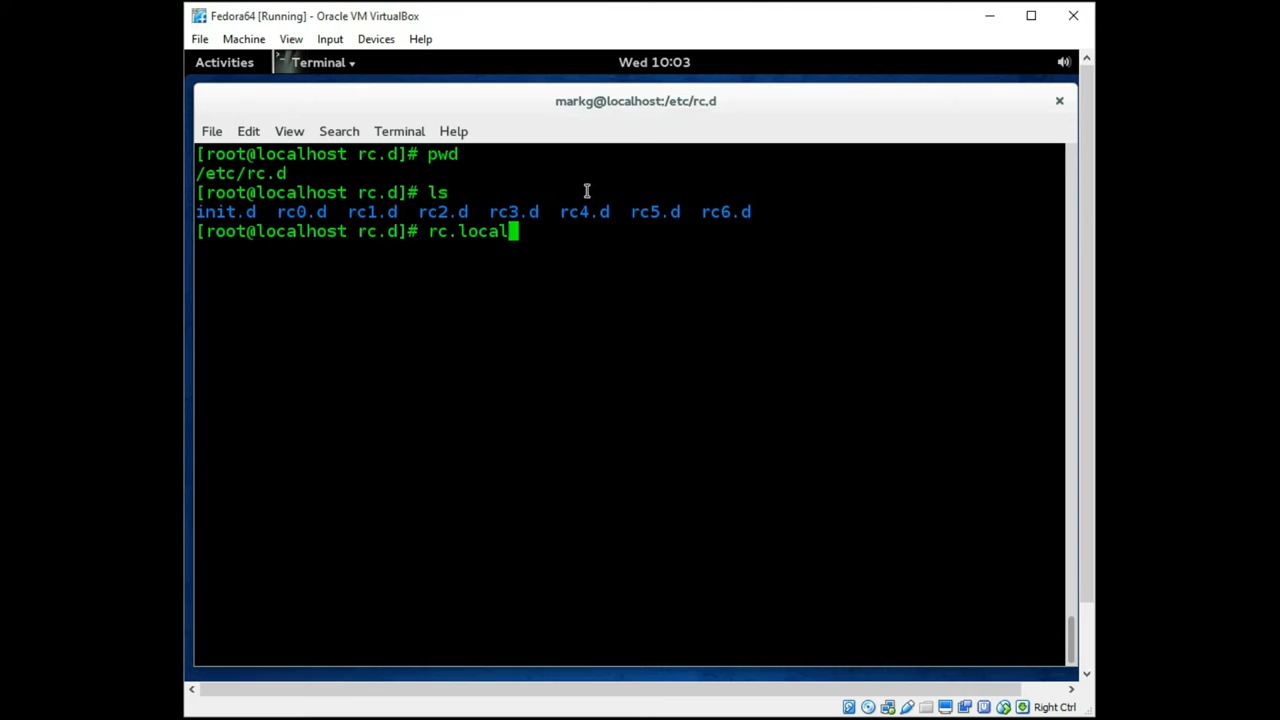 Fedora64 [Running] - Oracle VM VirtualBox
File Machine View Input Devices Help
Activities Terminal Wed 10:03
markg@localhost:/etc/rc.d
File Edit View Search Terminal Help
[root@localhost rc.d]# pwd
/etc/rc.d
[root@localhost rc.d]# ls
init.d rc0.d rc1.d rc2.d rc3.d rc4.d rc5.d rc6.d
[root@localhost rc.d]# rc.local
Right Ctrl